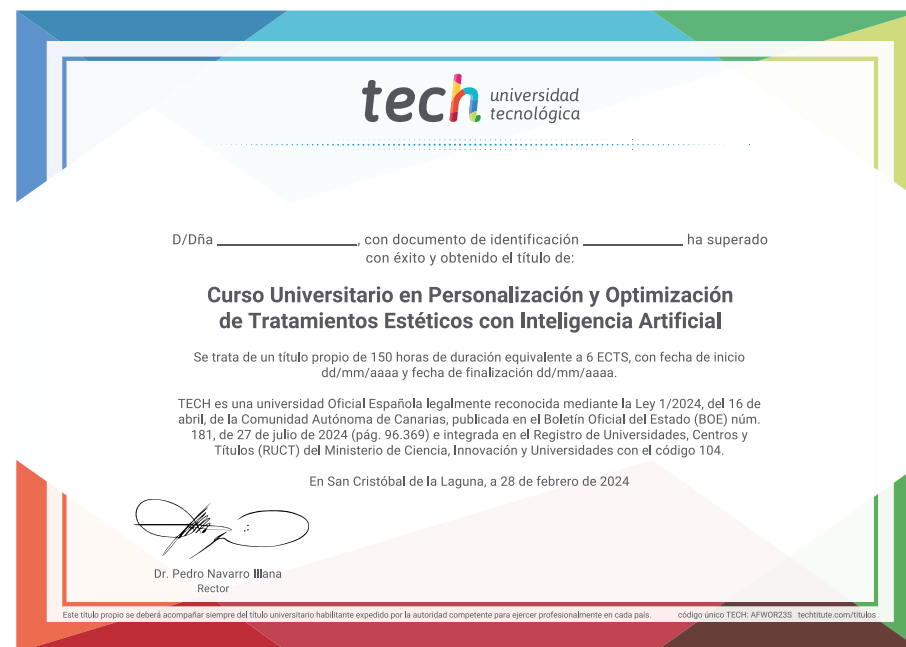 tech universidad
tecnológica
D/Dña ____________________, con documento de identificación ______________ ha superado
con éxito y obtenido el título de:
Curso Universitario en Personalización y Optimización
de Tratamientos Estéticos con Inteligencia Artificial
Se trata de un título propio de 150 horas de duración equivalente a 6 ECTS, con fecha de inicio
dd/mm/aaaa y fecha de finalización dd/mm/aaaa.
TECH es una universidad Oficial Española legalmente reconocida mediante la Ley 1/2024, del 16 de
abril, de la Comunidad Autónoma de Canarias, publicada en el Boletín Oficial del Estado (BOE) núm.
181, de 27 de julio de 2024 (pág. 96.369) e integrada en el Registro de Universidades, Centros y
Títulos (RUCT) del Ministerio de Ciencia, Innovación y Universidades con el código 104.
En San Cristóbal de la Laguna, a 28 de febrero de 2024
Dr. Pedro Navarro Illana
Rector
Este título propio se deberá acompañar siempre del título universitario habilitante expedido por la autoridad competente para ejercer profesionalmente en cada país. código único TECH: AFWOR23S techtitute.com/titulos